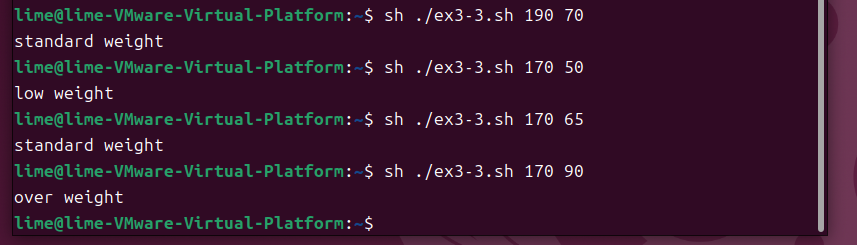 lime@lime-VMware-Virtual-Platform:~$ sh ./ex3-3.sh 190 70
standard weight
lime@lime-VMware-Virtual-Platform:~$ sh ./ex3-3.sh 170 50
low weight
lime@lime-VMware-Virtual-Platform:~$ sh ./ex3-3.sh 170 65
standard weight
lime@lime-VMware-Virtual-Platform:~$ sh ./ex3-3.sh 170 90
over weight
lime@lime-VMware-Virtual-Platform:~$